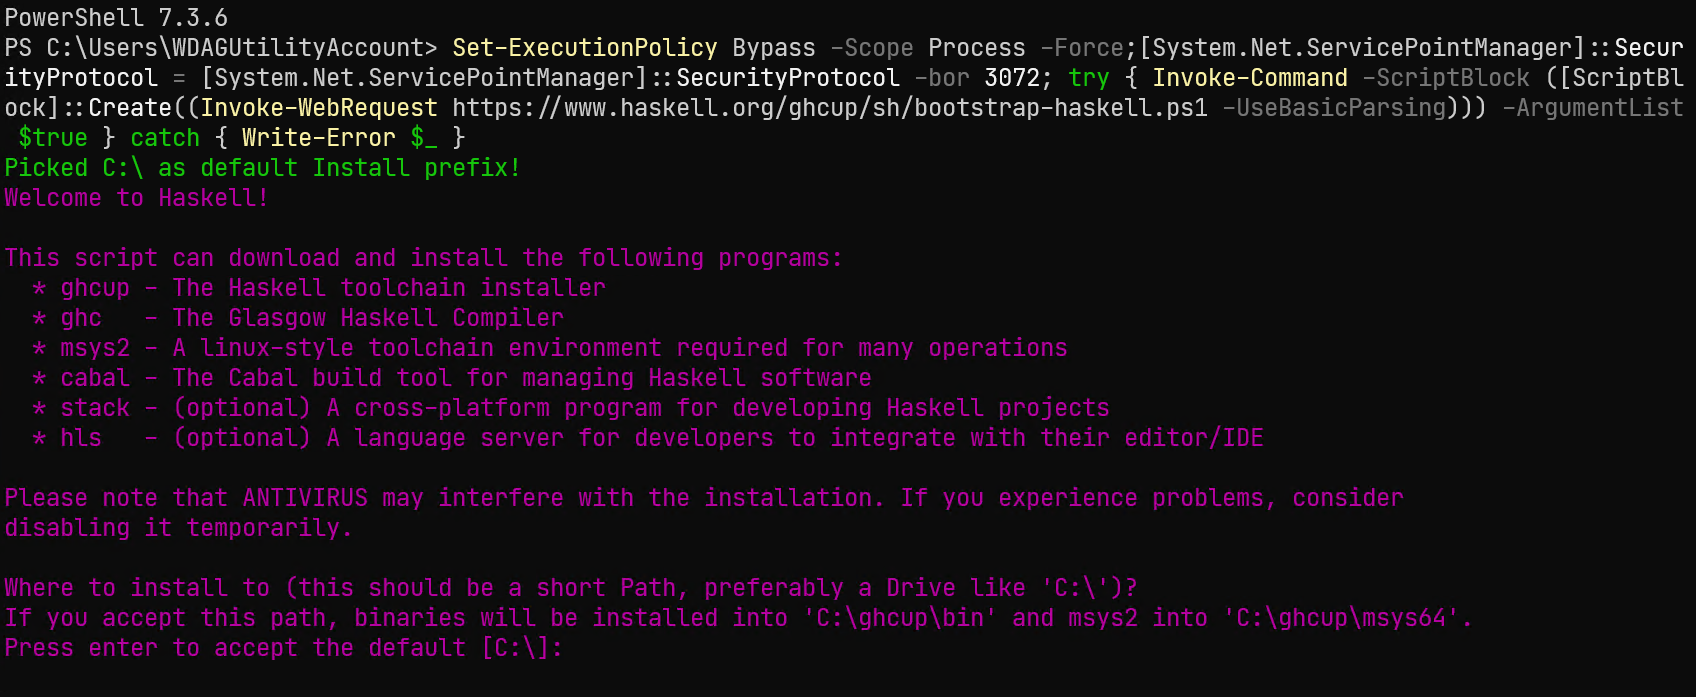 PowerShell 7.3.6
PS C:\Users\WDAGUtilityAccount> Set-ExecutionPolicy Bypass -Scope Process -Force;[System.Net.ServicePointManager]::Secur
ityProtocol = [System.Net.ServicePointManager]::SecurityProtocol -bor 3072; try { Invoke-Command -ScriptBlock ([ScriptBl
ock]::Create((Invoke-WebRequest https://www.haskell.org/ghcup/sh/bootstrap-haskell.ps1 -UseBasicParsing))) -ArgumentList
 $true } catch { Write-Error $_ }
Picked C:\ as default Install prefix!
Welcome to Haskell!

This script can download and install the following programs:
  * ghcup - The Haskell toolchain installer
  * ghc   - The Glasgow Haskell Compiler
  * msys2 - A linux-style toolchain environment required for many operations
  * cabal - The Cabal build tool for managing Haskell software
  * stack - (optional) A cross-platform program for developing Haskell projects
  * hls   - (optional) A language server for developers to integrate with their editor/IDE

Please note that ANTIVIRUS may interfere with the installation. If you experience problems, consider
disabling it temporarily.

Where to install to (this should be a short Path, preferably a Drive like 'C:\')?
If you accept this path, binaries will be installed into 'C:\ghcup\bin' and msys2 into 'C:\ghcup\msys64'.
Press enter to accept the default [C:\]: